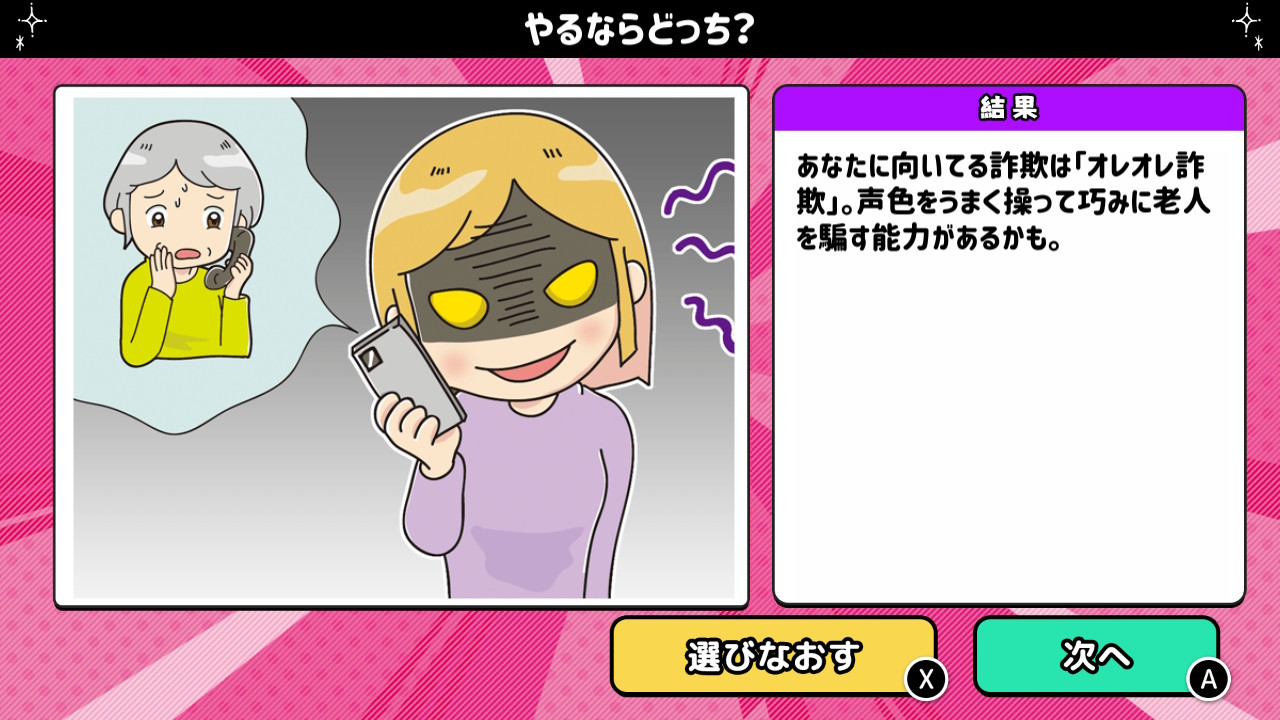 やるならどっち?
結果
あなたに向いてる詐欺は「オレオレ詐
欺」。声色をうまく操って巧みに老人
を騙す能力があるかも。
選びなおす
X
次へ
A